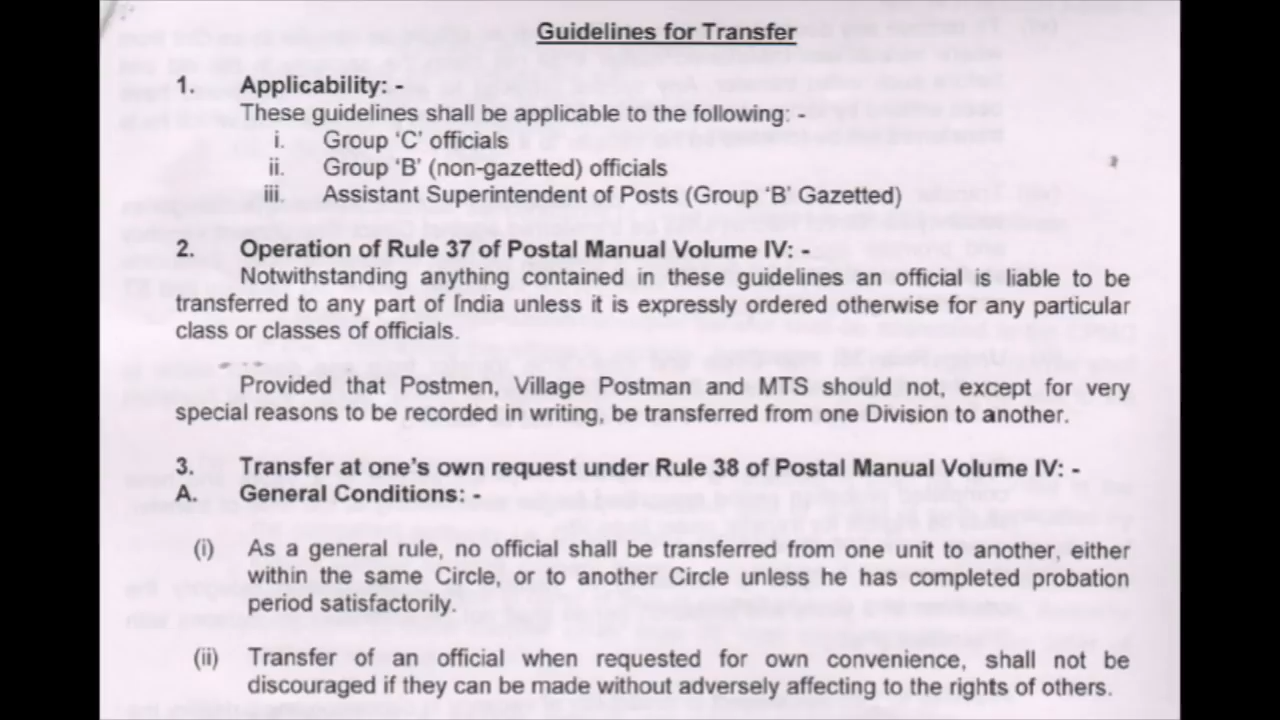 Guidelines for Transfer
1. Applicability: -
These guidelines shall be applicable to the following: -
i. Group ‘C’ officials
ii. Group ‘B’ (non-gazetted) officials
iii. Assistant Superintendent of Posts (Group ‘B’ Gazetted)
2. Operation of Rule 37 of Postal Manual Volume IV: -
Notwithstanding anything contained in these guidelines an official is liable to be
transferred to any part of India unless it is expressly ordered otherwise for any particular
class or classes of officials.
Provided that Postmen, Village Postman and MTS should not, except for very
special reasons to be recorded in writing, be transferred from one Division to another.
3. Transfer at one’s own request under Rule 38 of Postal Manual Volume IV: -
A. General Conditions: -
(i) As a general rule, no official shall be transferred from one unit to another, either
within the same Circle, or to another Circle unless he has completed probation
period satisfactorily.
(ii) Transfer of an official when requested for own convenience, shall not be
discouraged if they can be made without adversely affecting to the rights of others.